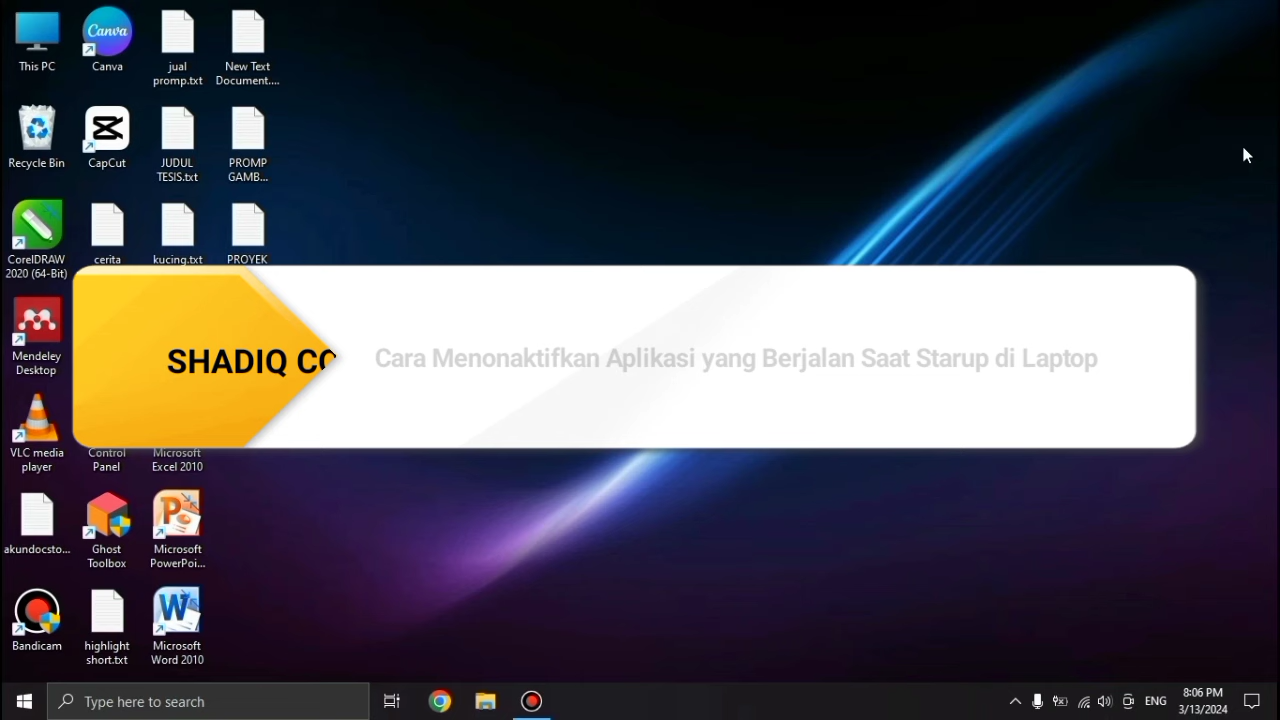 This PC
Canva
jual
promp.txt
New Text
Document....
Recycle Bin
CapCut
JUDUL
TESIS.txt
PROMP
GAMB...
CorelDRAW
2020 (64-Bit)
cerita
kucing.txt
PROYEK
SHADIQ
Cara Menonaktifkan Aplikasi yang Berjalan Saat Starup di Laptop
Mendeley
Desktop
VLC media
player
Control
Panel
Microsoft
Excel 2010
akundocsto...
Ghost
Toolbox
Microsoft
PowerPoi...
Bandicam
highlight
short.txt
Microsoft
Word 2010
Type here to search
ENG
8:06 PM
3/13/2024